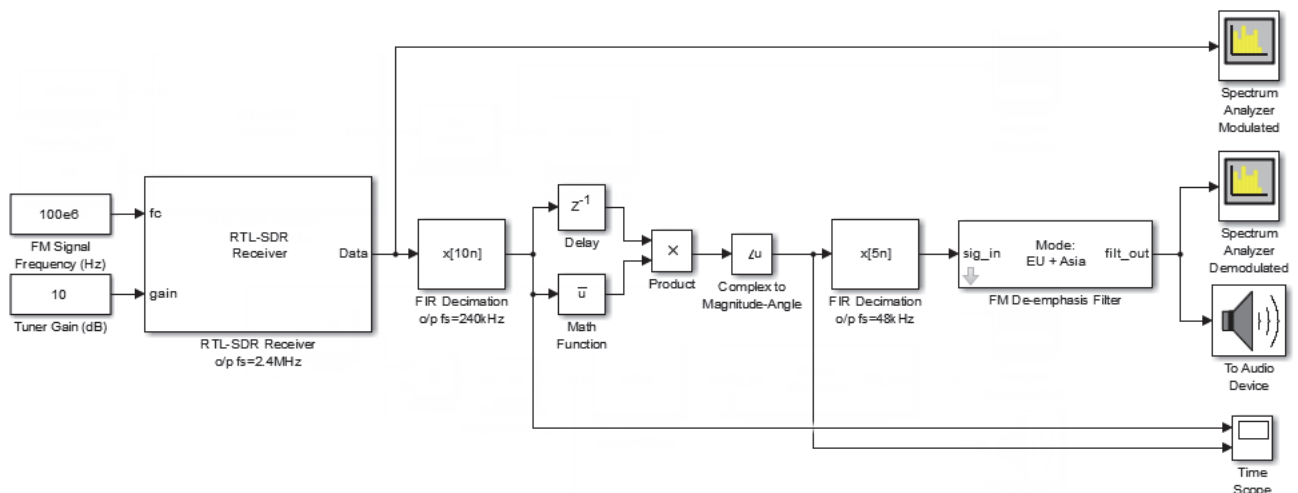 Spectrum
Analyzer
Modulated
100e6
FM Signal
Frequency (Hz)
10
Tuner Gain (dB)
fc
gain
RTL-SDR
Receiver
Data
RTL-SDR Receiver
o/p fs=2.4MHz
x[10n]
FIR Decimation
o/p fs=240kHz
Z-1
Delay
u̅
Math
Function
×
Product
∠u
Complex to
Magnitude-Angle
x[5n]
FIR Decimation
o/p fs=48kHz
sig_in
Mode:
EU + Asia
filt_out
FM De-emphasis Filter
Spectrum
Analyzer
Demodulated
To Audio
Device
Time
Scope